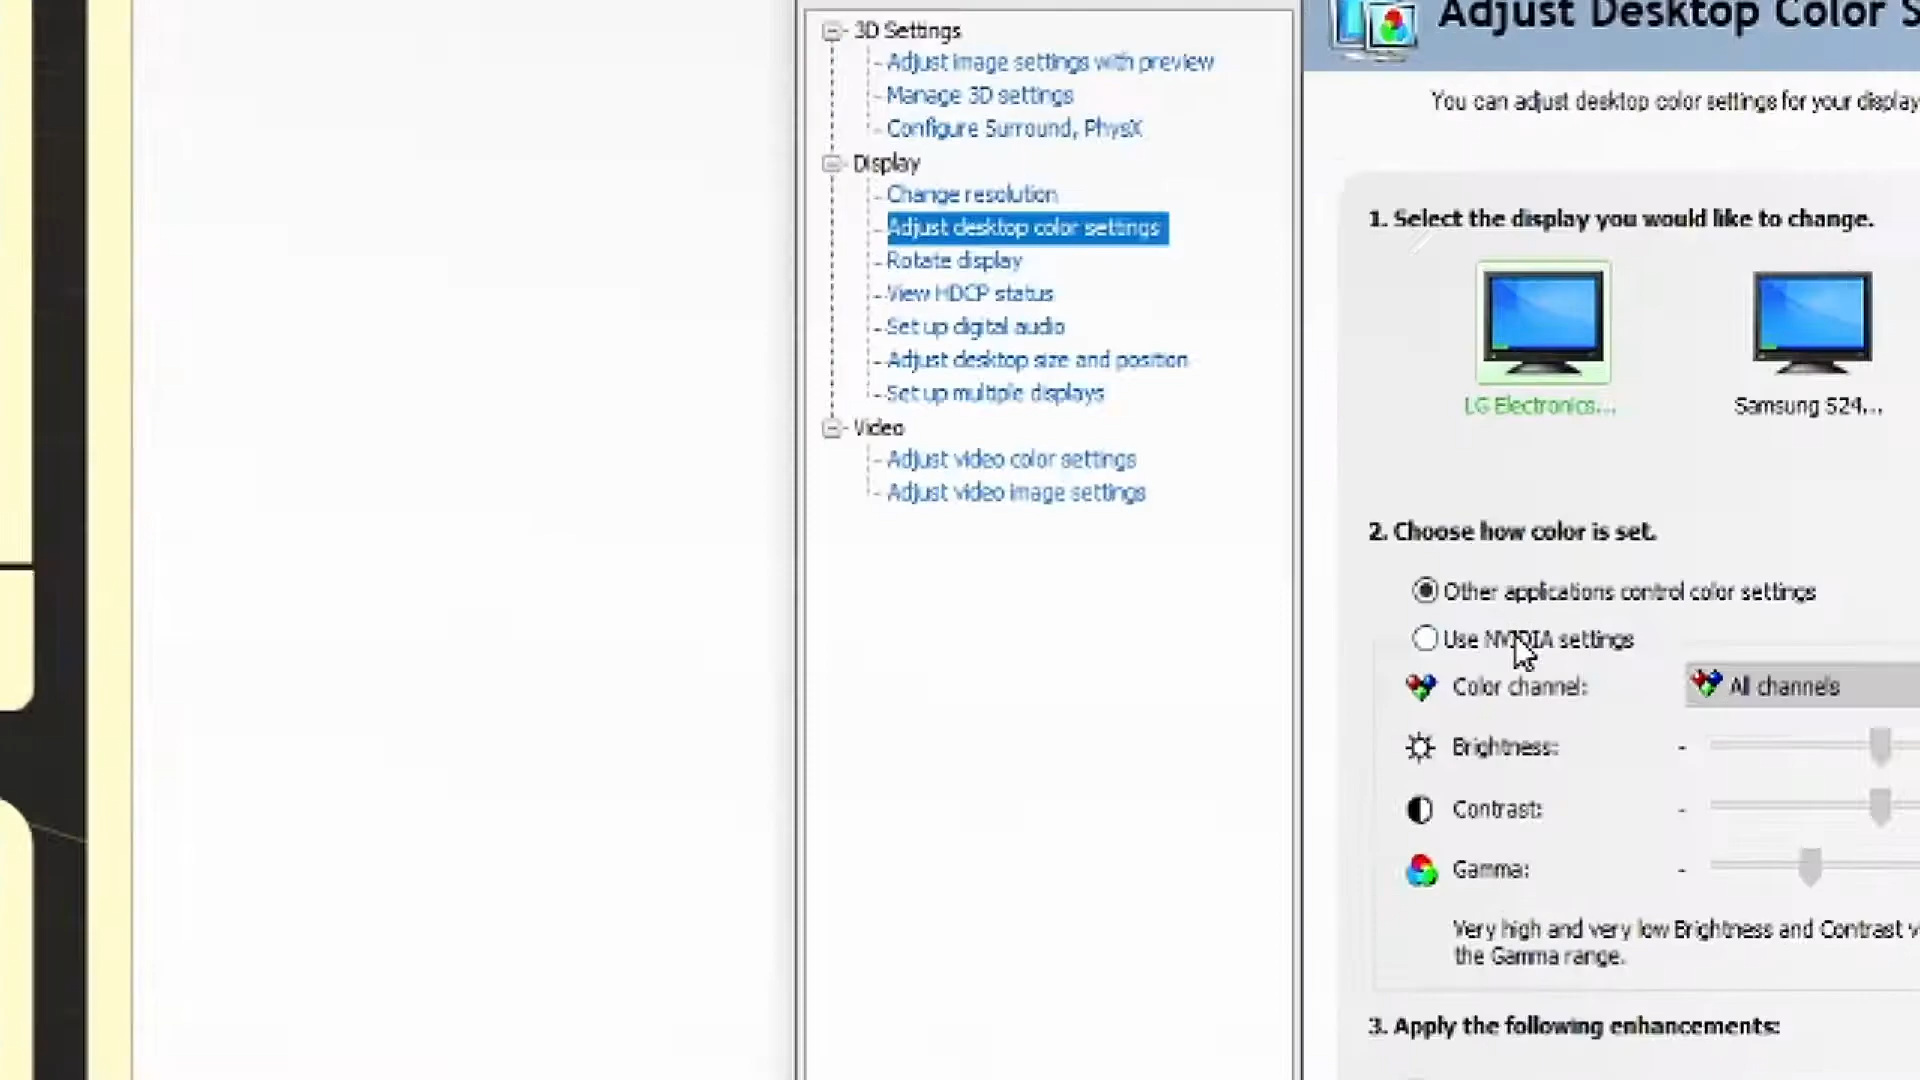 3D Settings
Adjust image settings with preview
Manage 3D settings
Configure Surround, PhysX
Display
Change resolution
Adjust desktop color settings
Rotate display
View HDCP status
Set up digital audio
Adjust desktop size and position
Set up multiple displays
Video
Adjust video color settings
Adjust video image settings
Adjust Desktop Color S
You can adjust desktop color settings for your display
1. Select the display you would like to change.
LG Electronics...
Samsung S24...
2. Choose how color is set.
Other applications control color settings
Use NVIDIA settings
Color channel:
All channels
Brightness:
-
Contrast:
-
Gamma:
-
Very high and very low Brightness and Contrast v
the Gamma range.
3. Apply the following enhancements: